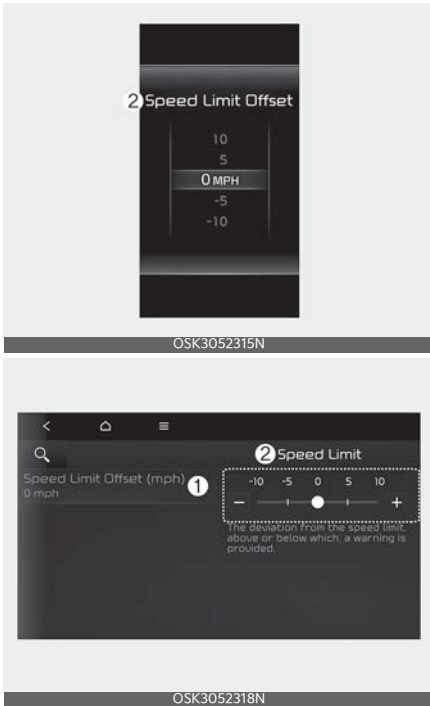 2 Speed Limit Offset
10
5
0 MPH
-5
-10
OSK3052315N
Speed Limit Offset (mph) 1
0 mph
2 Speed Limit
-10 -5 0 5 10
− +
The deviation from the speed limit,
above or below which, a warning is
provided.
OSK3052318N